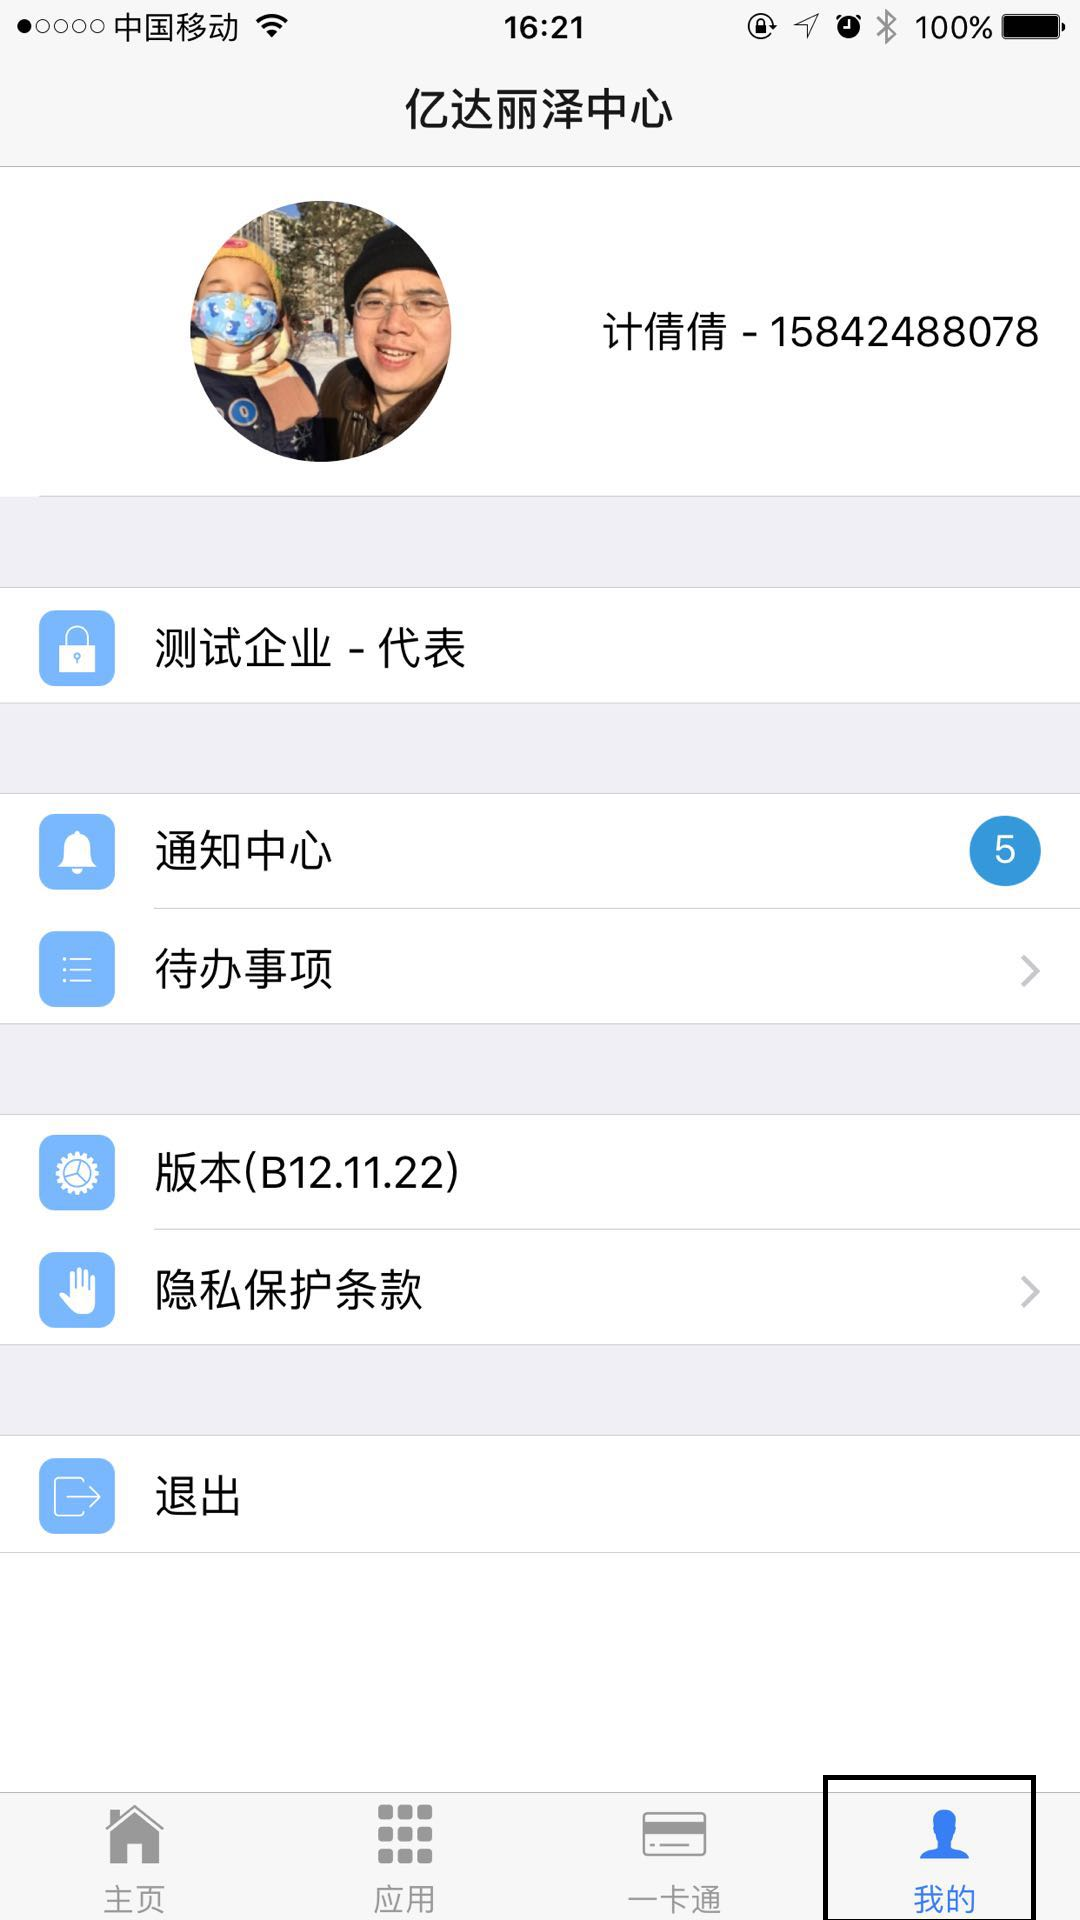 中国移动 16:21 100%
亿达丽泽中心
计倩倩 - 15842488078
测试企业 - 代表
通知中心 5
待办事项
版本(B12.11.22)
隐私保护条款
退出
主页 应用 一卡通 我的